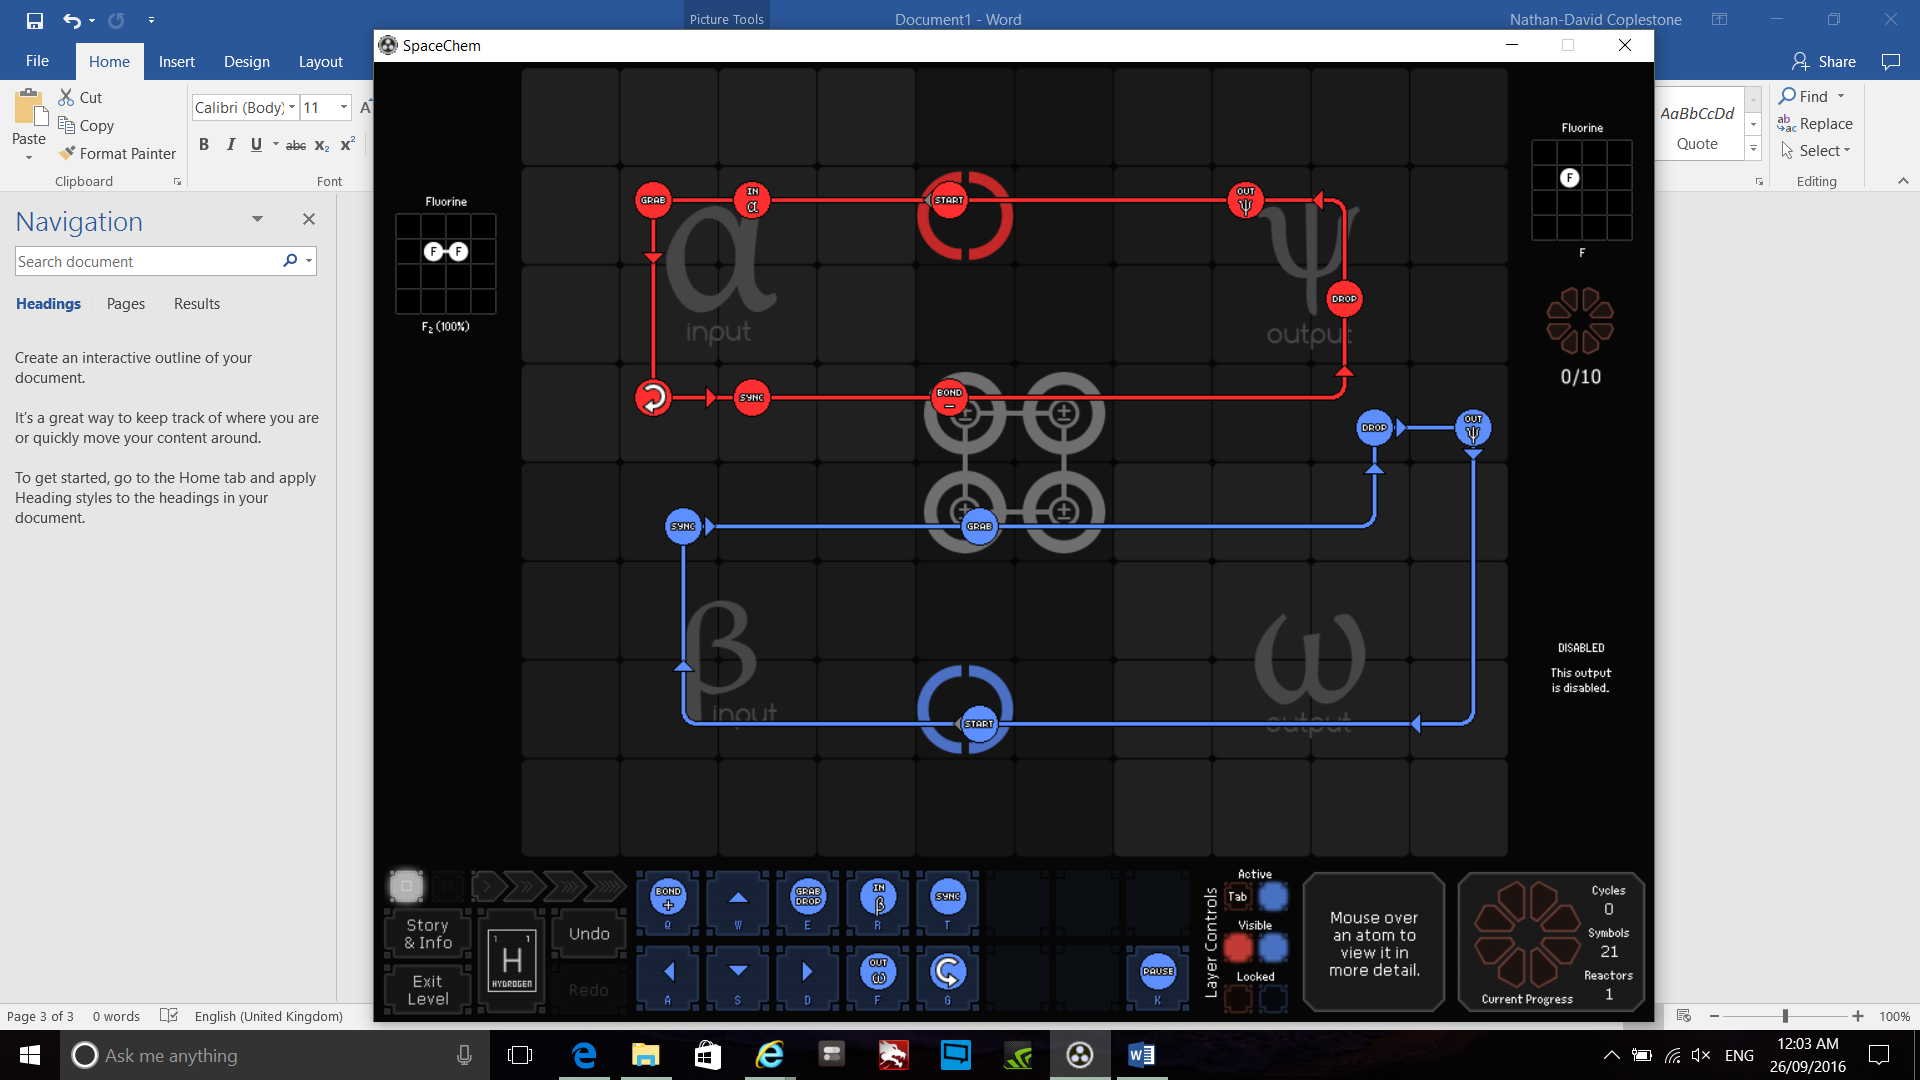 Picture Tools
Document1 - Word
Nathan-David Coplestone
File
Home
Insert
Design
Layout
Share
Cut
Copy
Format Painter
Paste
Clipboard
Calibri (Body)
11
A
B I U abc x₂ x²
Font
AaBbCcDd
Quote
Find
Replace
Select
Editing
Navigation
Search document
Headings
Pages
Results
Create an interactive outline of your
document.
It's a great way to keep track of where you are
or quickly move your content around.
To get started, go to the Home tab and apply
Heading styles to the headings in your
document.
SpaceChem
Fluorine
F F
F₂ (100%)
GRAB
IN
α
START
OUT
ψ
α
input
ψ
output
DROP
SYNC
BOND
−
DROP
OUT
ψ
SYNC
GRAB
β
input
START
ω
output
Fluorine
F
F
0/10
DISABLED
This output
is disabled.
Story
& Info
Exit
Level
1 1
H
HYDROGEN
Undo
Redo
BOND
+
Q
W
GRAB
DROP
E
IN
β
R
SYNC
T
A
S
D
OUT
ω
F
G
PAUSE
K
Layer Controls
Active
Tab
Visible
Locked
Mouse over
an atom to
view it in
more detail.
Current Progress
Cycles
0
Symbols
21
Reactors
1
Page 3 of 3
0 words
English (United Kingdom)
100%
Ask me anything
ENG
12:03 AM
26/09/2016